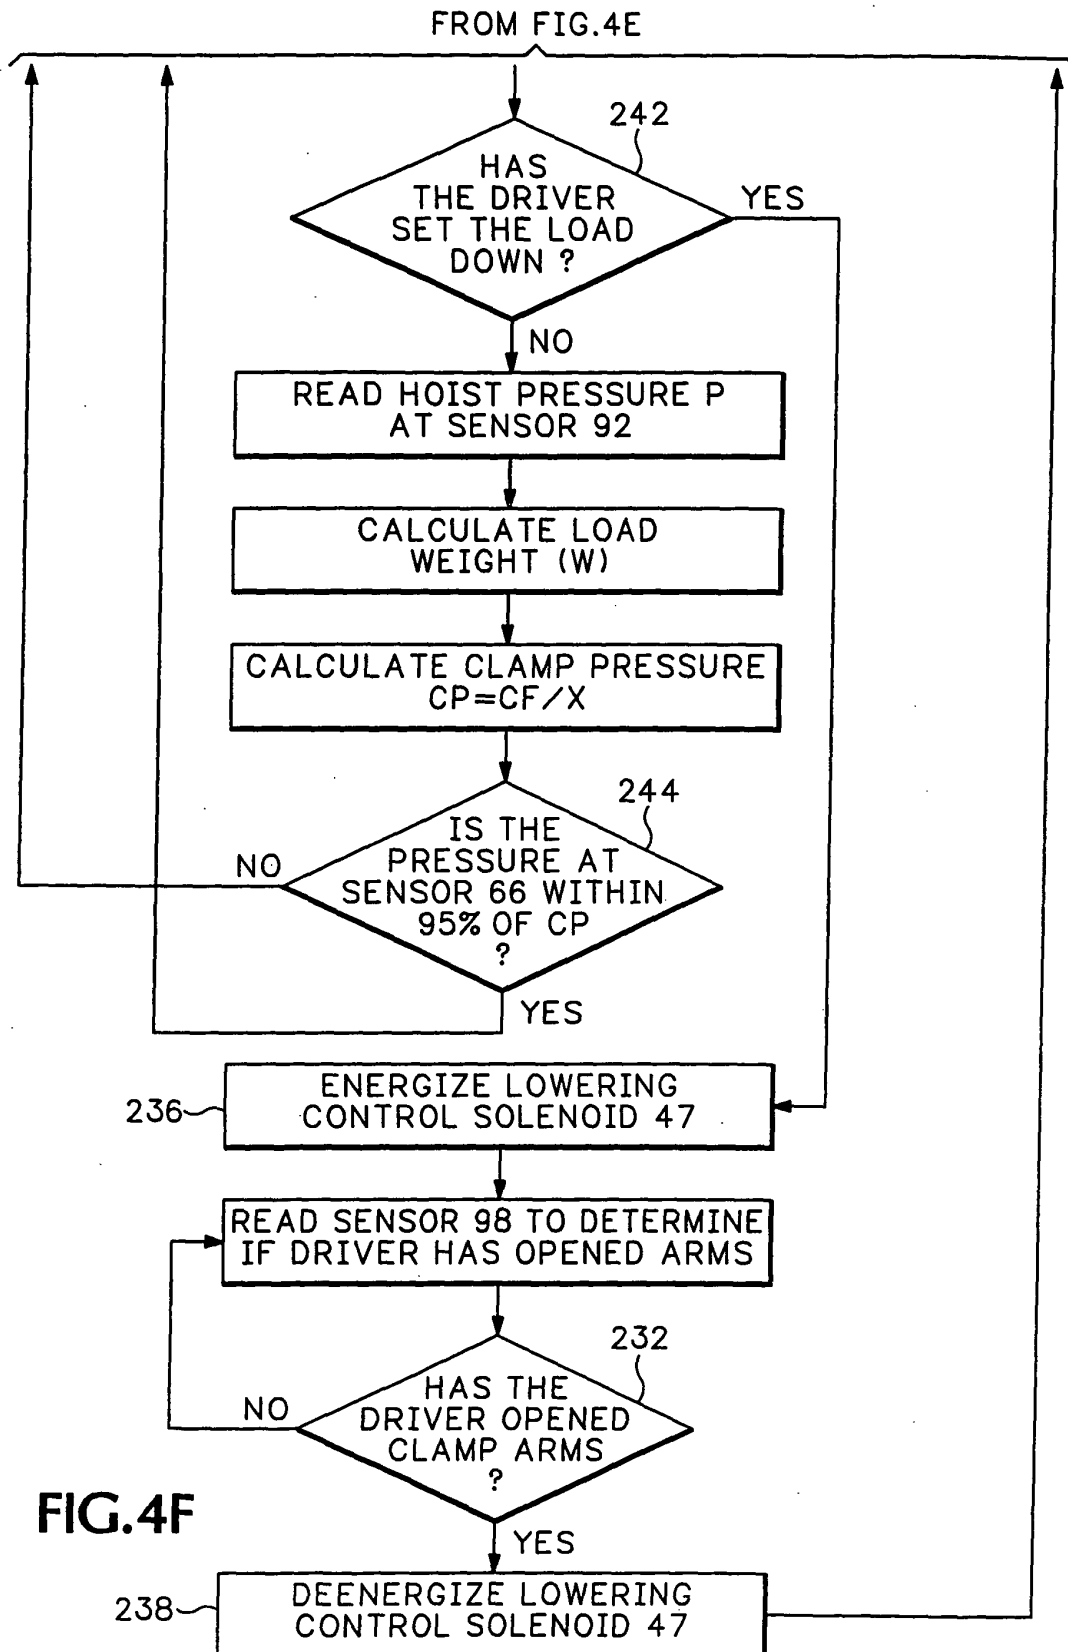 FROM FIG.4E
242
HAS
THE DRIVER
SET THE LOAD
DOWN ?
YES
NO
READ HOIST PRESSURE P
AT SENSOR 92
CALCULATE LOAD
WEIGHT (W)
CALCULATE CLAMP PRESSURE
CP=CF/X
244
IS THE
PRESSURE AT
SENSOR 66 WITHIN
95% OF CP
?
NO
YES
236
ENERGIZE LOWERING
CONTROL SOLENOID 47
READ SENSOR 98 TO DETERMINE
IF DRIVER HAS OPENED ARMS
232
HAS THE
DRIVER OPENED
CLAMP ARMS
?
NO
YES
FIG.4F
238
DEENERGIZE LOWERING
CONTROL SOLENOID 47